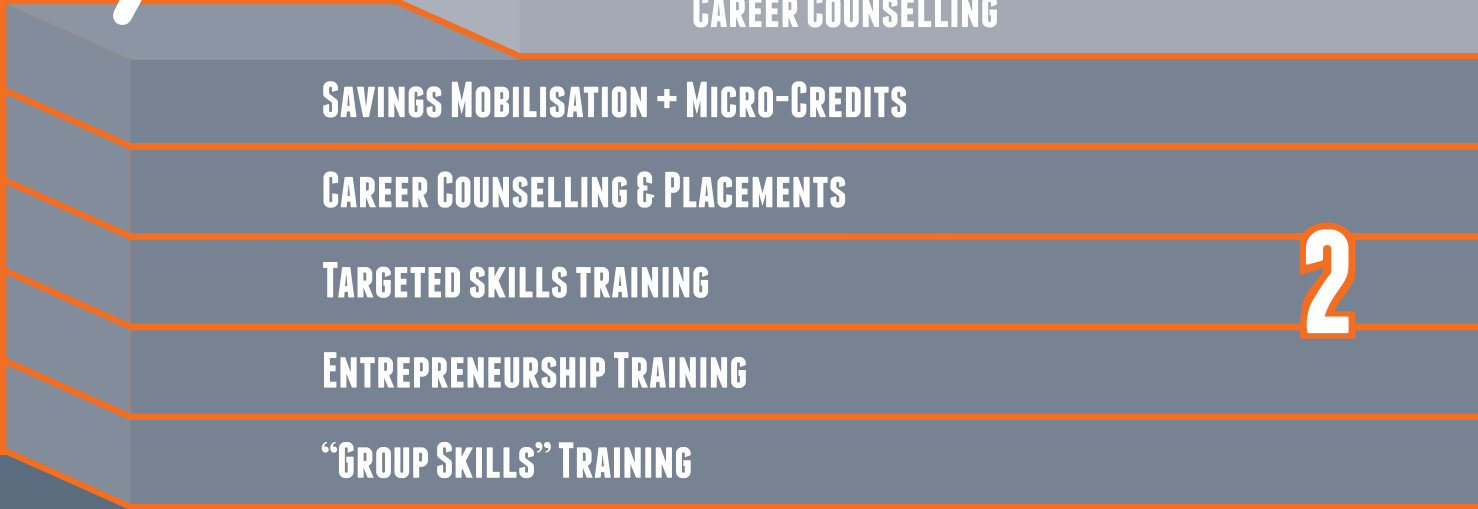 Career Counselling
Savings Mobilisation + Micro-Credits
Career Counselling & Placements
Targeted skills training
2
Entrepreneurship Training
“Group Skills” Training